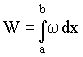 W = ∫ₐᵇ ω dx